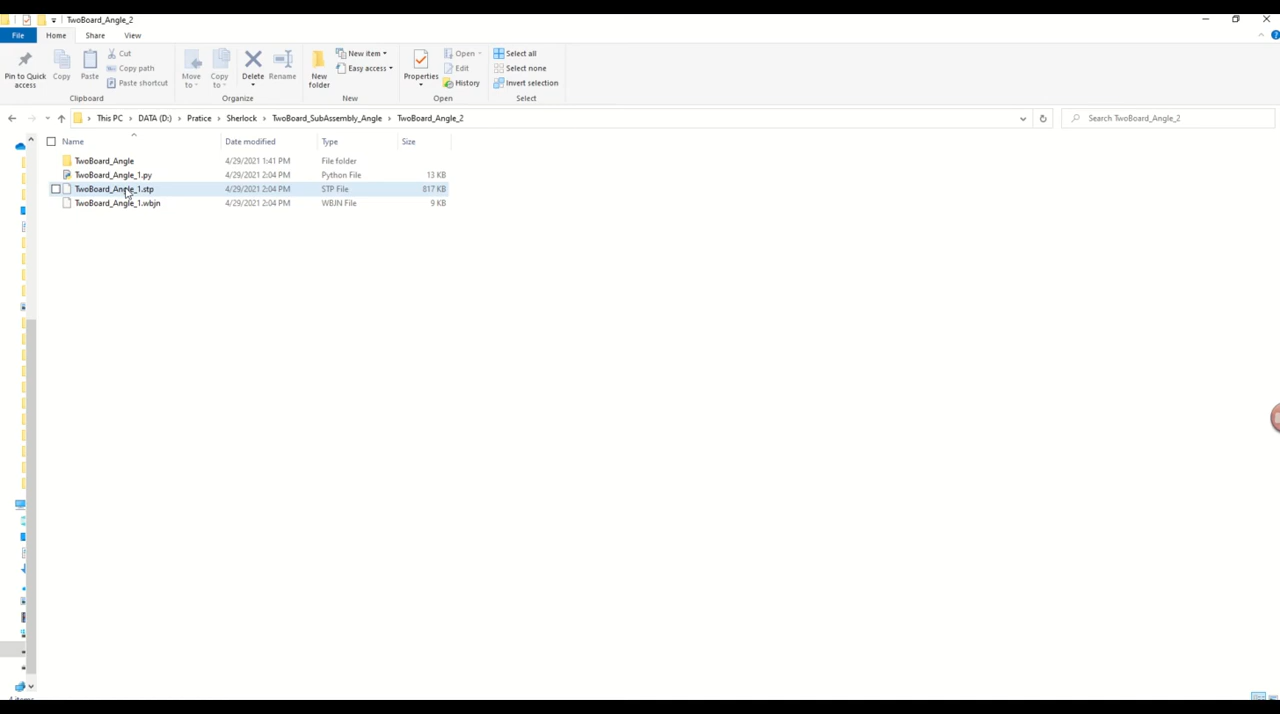 TwoBoard_Angle_2
File Home Share View
Pin to Quick access Copy Paste Cut Copy path Paste shortcut Move to Copy to Delete Rename New folder New item Easy access Properties Open Edit History Select all Select none Invert selection
Clipboard Organize New Open Select
This PC > DATA (D:) > Pratice > Sherlock > TwoBoard_SubAssembly_Angle > TwoBoard_Angle_2 Search TwoBoard_Angle_2
Name Date modified Type Size
TwoBoard_Angle 4/29/2021 1:41 PM File folder
TwoBoard_Angle_1.py 4/29/2021 2:04 PM Python File 13 KB
TwoBoard_Angle_1.stp 4/29/2021 2:04 PM STP File 817 KB
TwoBoard_Angle_1.wbjn 4/29/2021 2:04 PM WBJN File 9 KB